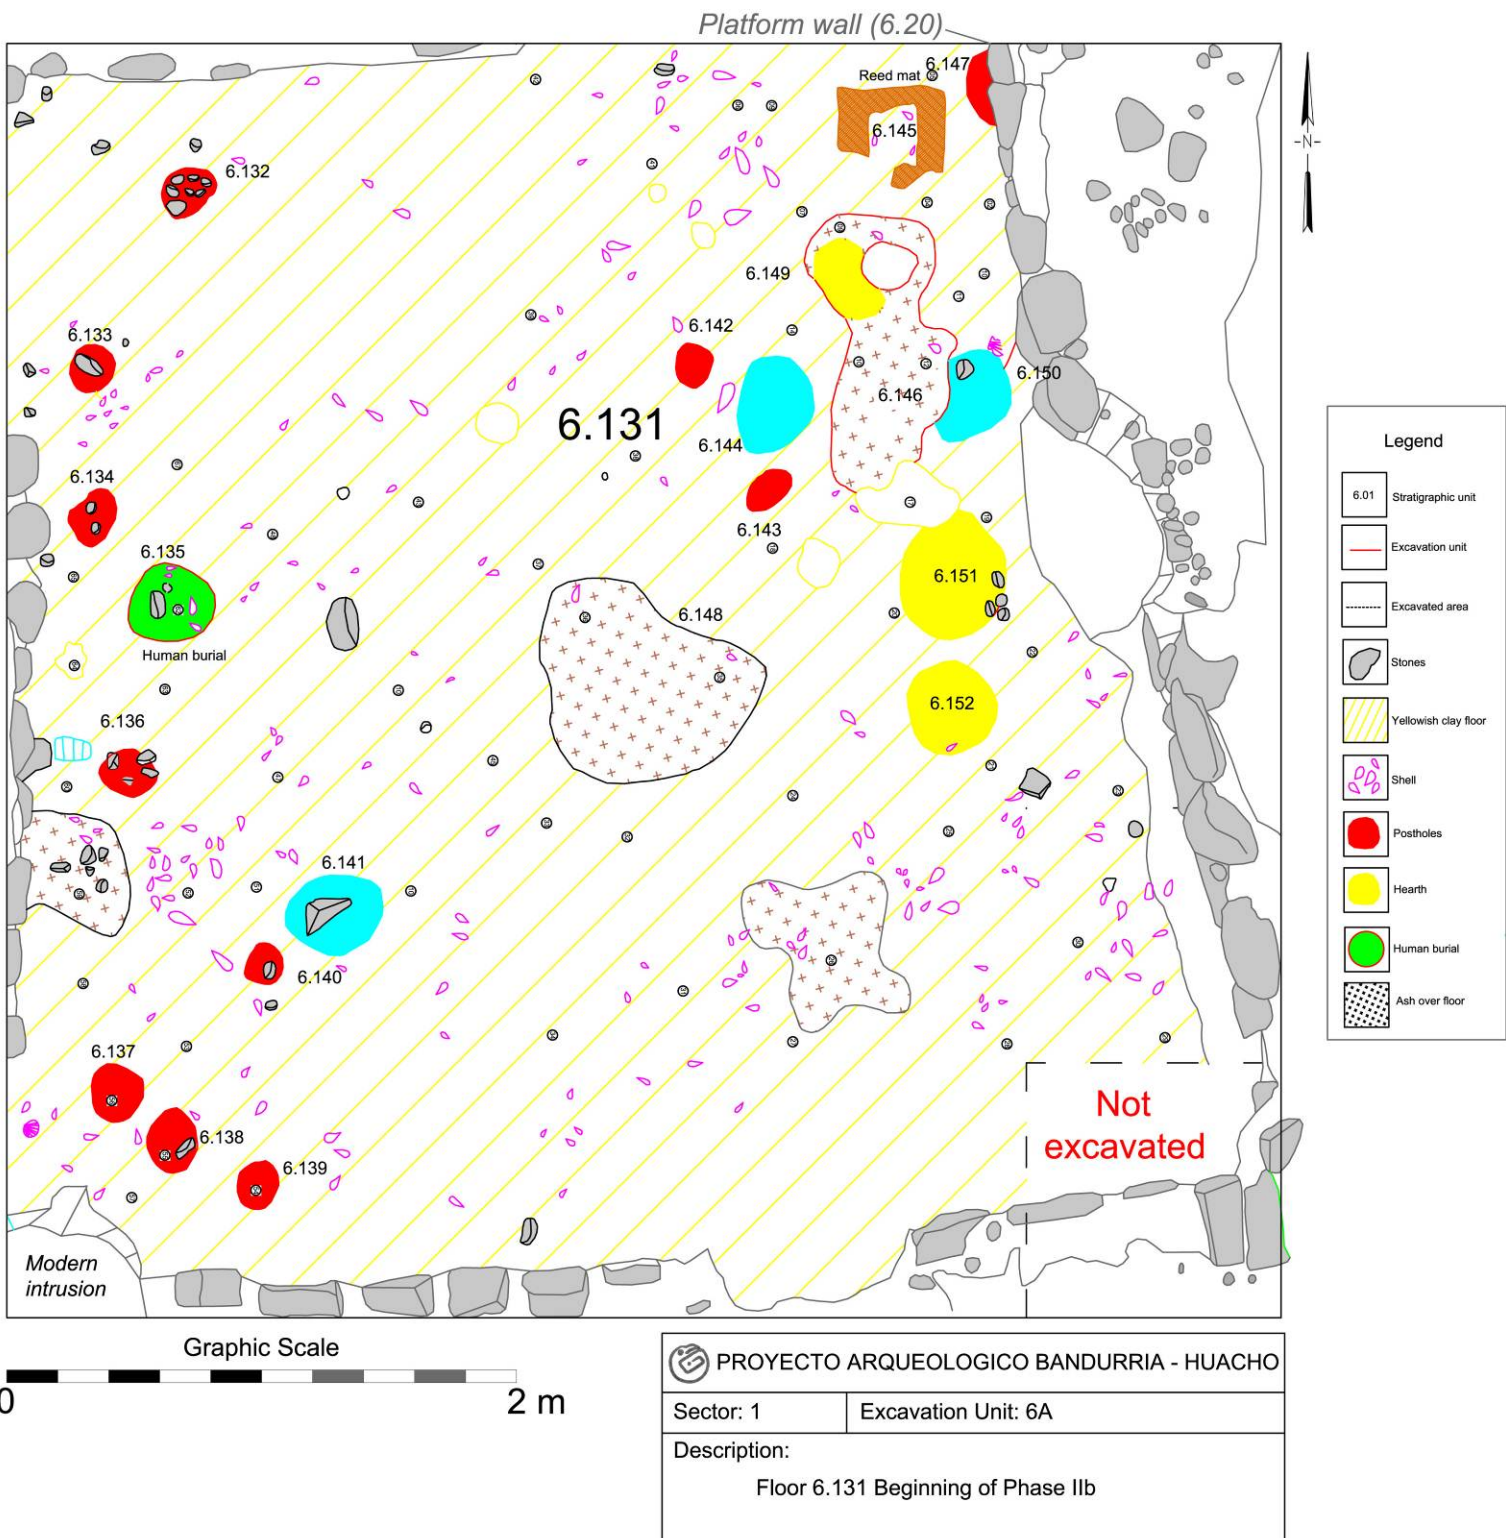 Platform wall (6.20)
Reed mat
6.147
6.145
6.132
-N-
6.149
6.133
6.142
6.150
6.146
6.131
6.144
6.134
6.143
6.135
6.151
6.148
Human burial
6.152
6.136
6.141
6.140
6.137
6.138
6.139
Not
excavated
Modern
intrusion
Legend
6.01 Stratigraphic unit
Excavation unit
Excavated area
Stones
Yellowish clay floor
Shell
Postholes
Hearth
Human burial
Ash over floor
Graphic Scale
0 2 m
PROYECTO ARQUEOLOGICO BANDURRIA - HUACHO
Sector: 1 Excavation Unit: 6A
Description:
Floor 6.131 Beginning of Phase IIb